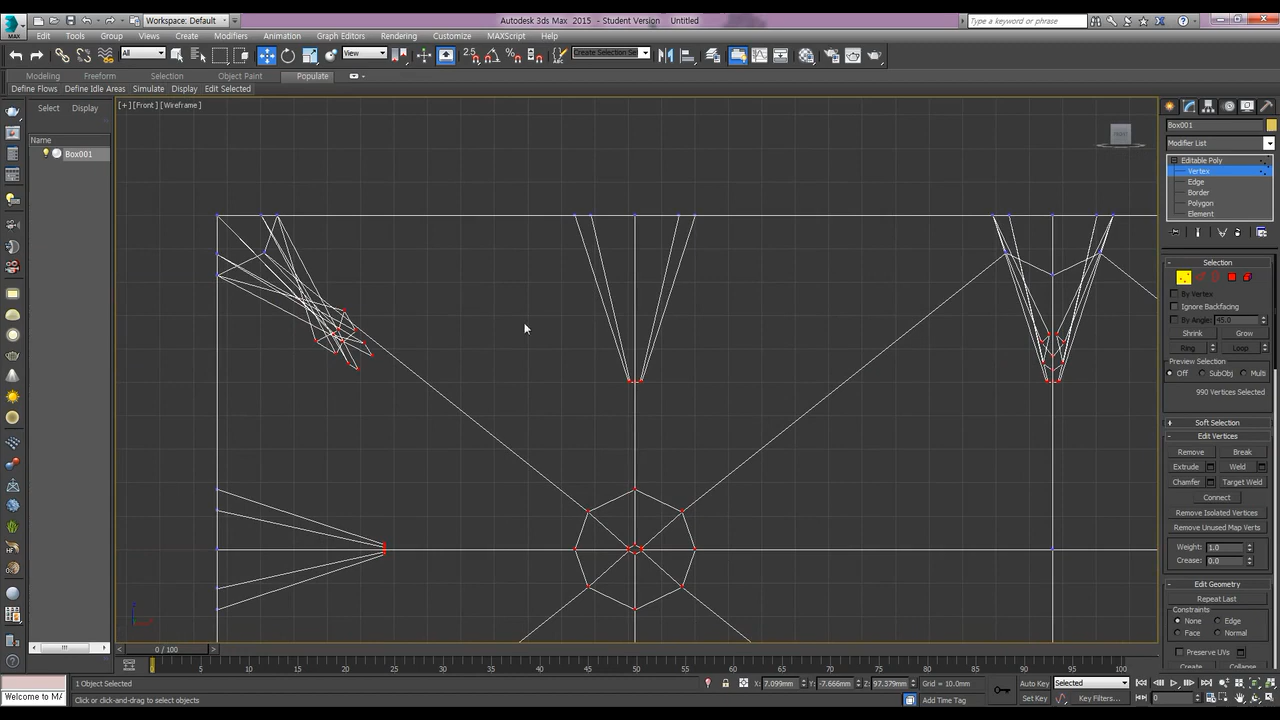 Workspace: Default
Autodesk 3ds Max 2015 - Student Version Untitled
Type a keyword or phrase
MAX
Edit Tools Group Views Create Modifiers Animation Graph Editors Rendering Customize MAXScript Help
All View 2.5 Create Selection Se
Modeling Freeform Selection Object Paint Populate
Define Flows Define Idle Areas Simulate Display Edit Selected
Select Display
Name
Box001
[+] [Front] [Wireframe]
FRONT
Box001
Modifier List
Editable Poly
Vertex
Edge
Border
Polygon
Element
Selection
By Vertex
Ignore Backfacing
By Angle: 45.0
Shrink Grow
Ring Loop
Preview Selection
Off SubObj Multi
990 Vertices Selected
Soft Selection
Edit Vertices
Remove Break
Extrude Weld
Chamfer Target Weld
Connect
Remove Isolated Vertices
Remove Unused Map Verts
Weight: 1.0
Crease: 0.0
Edit Geometry
Repeat Last
Constraints
None Edge
Face Normal
Preserve UVs
Create Collapse
0 / 100
0 5 10 15 20 25 30 35 40 45 50 55 60 65 70 75 80 85 90 95 100
1 Object Selected
X: 7.099mm Y: -7.666mm Z: 97.379mm Grid = 10.0mm
Auto Key Selected
Welcome to MA
Click or click-and-drag to select objects
Add Time Tag
Set Key Key Filters... 0